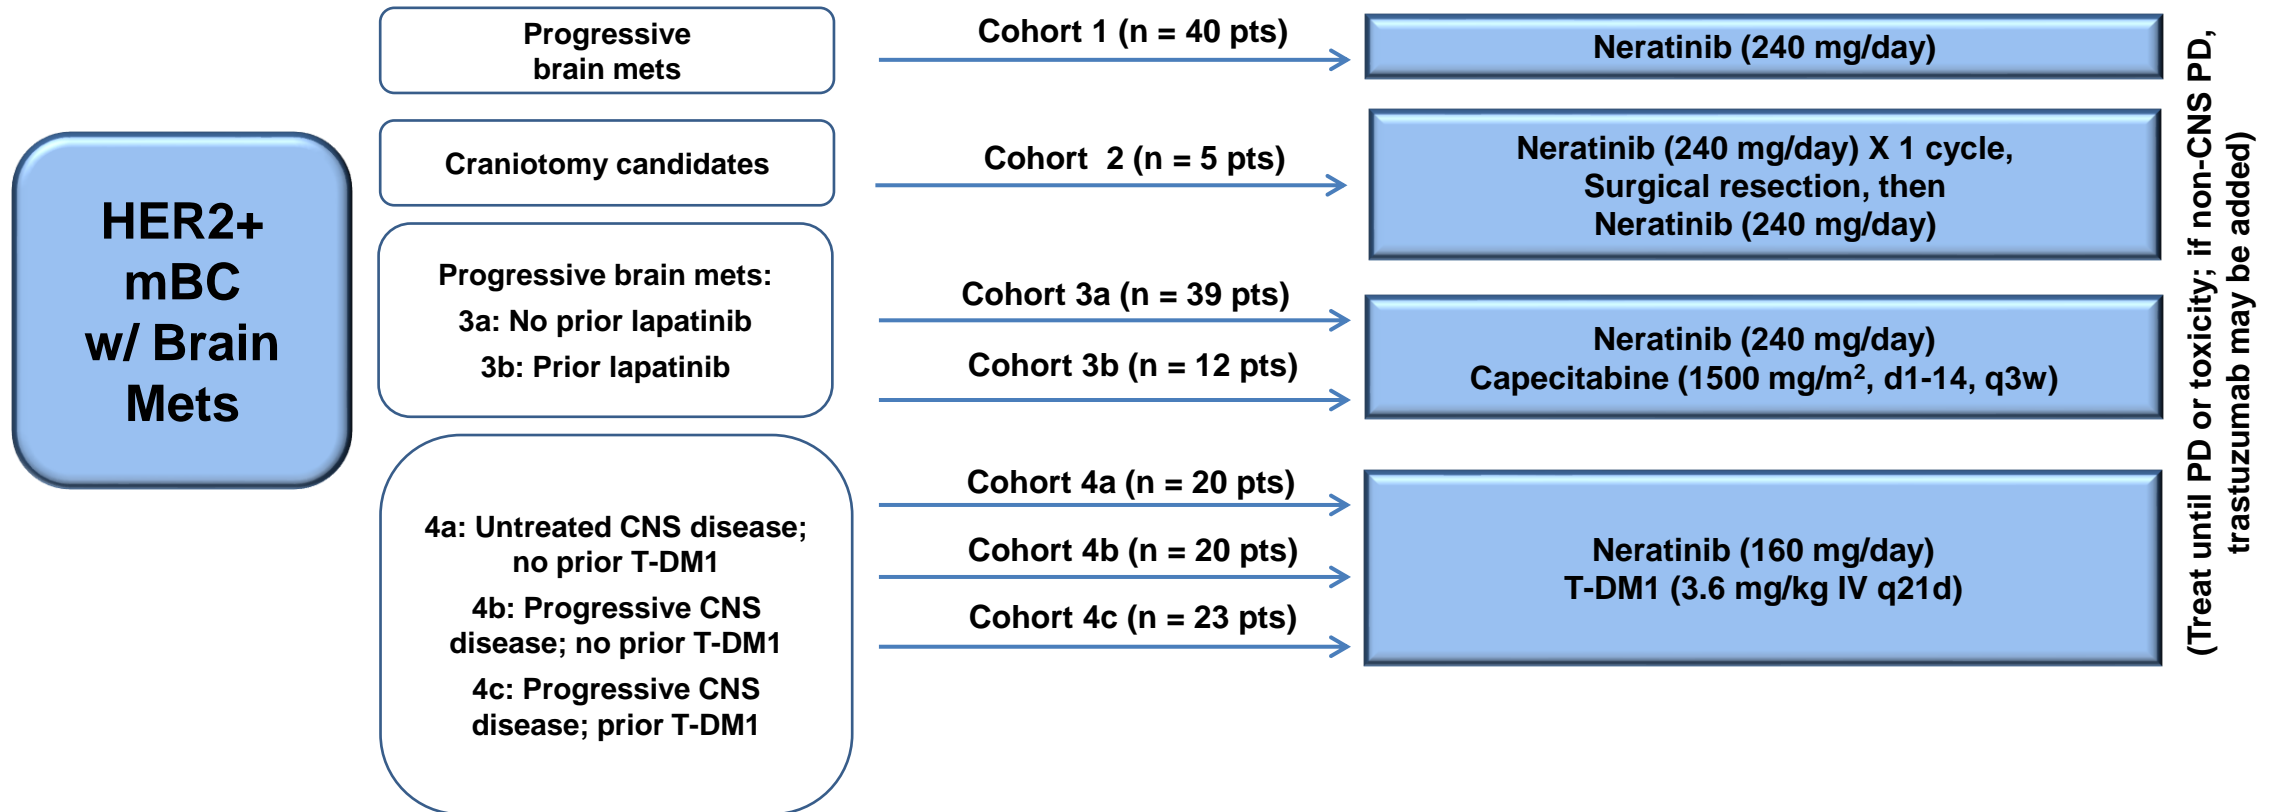 HER2+
mBC
w/ Brain
Mets
Progressive
brain mets
Cohort 1 (n = 40 pts)
Neratinib (240 mg/day)
Craniotomy candidates
Cohort 2 (n = 5 pts)
Neratinib (240 mg/day) X 1 cycle,
Surgical resection, then
Neratinib (240 mg/day)
Progressive brain mets:
3a: No prior lapatinib
3b: Prior lapatinib
Cohort 3a (n = 39 pts)
Cohort 3b (n = 12 pts)
Neratinib (240 mg/day)
Capecitabine (1500 mg/m², d1-14, q3w)
4a: Untreated CNS disease;
no prior T-DM1
4b: Progressive CNS
disease; no prior T-DM1
4c: Progressive CNS
disease; prior T-DM1
Cohort 4a (n = 20 pts)
Cohort 4b (n = 20 pts)
Cohort 4c (n = 23 pts)
Neratinib (160 mg/day)
T-DM1 (3.6 mg/kg IV q21d)
(Treat until PD or toxicity; if non-CNS PD,
trastuzumab may be added)